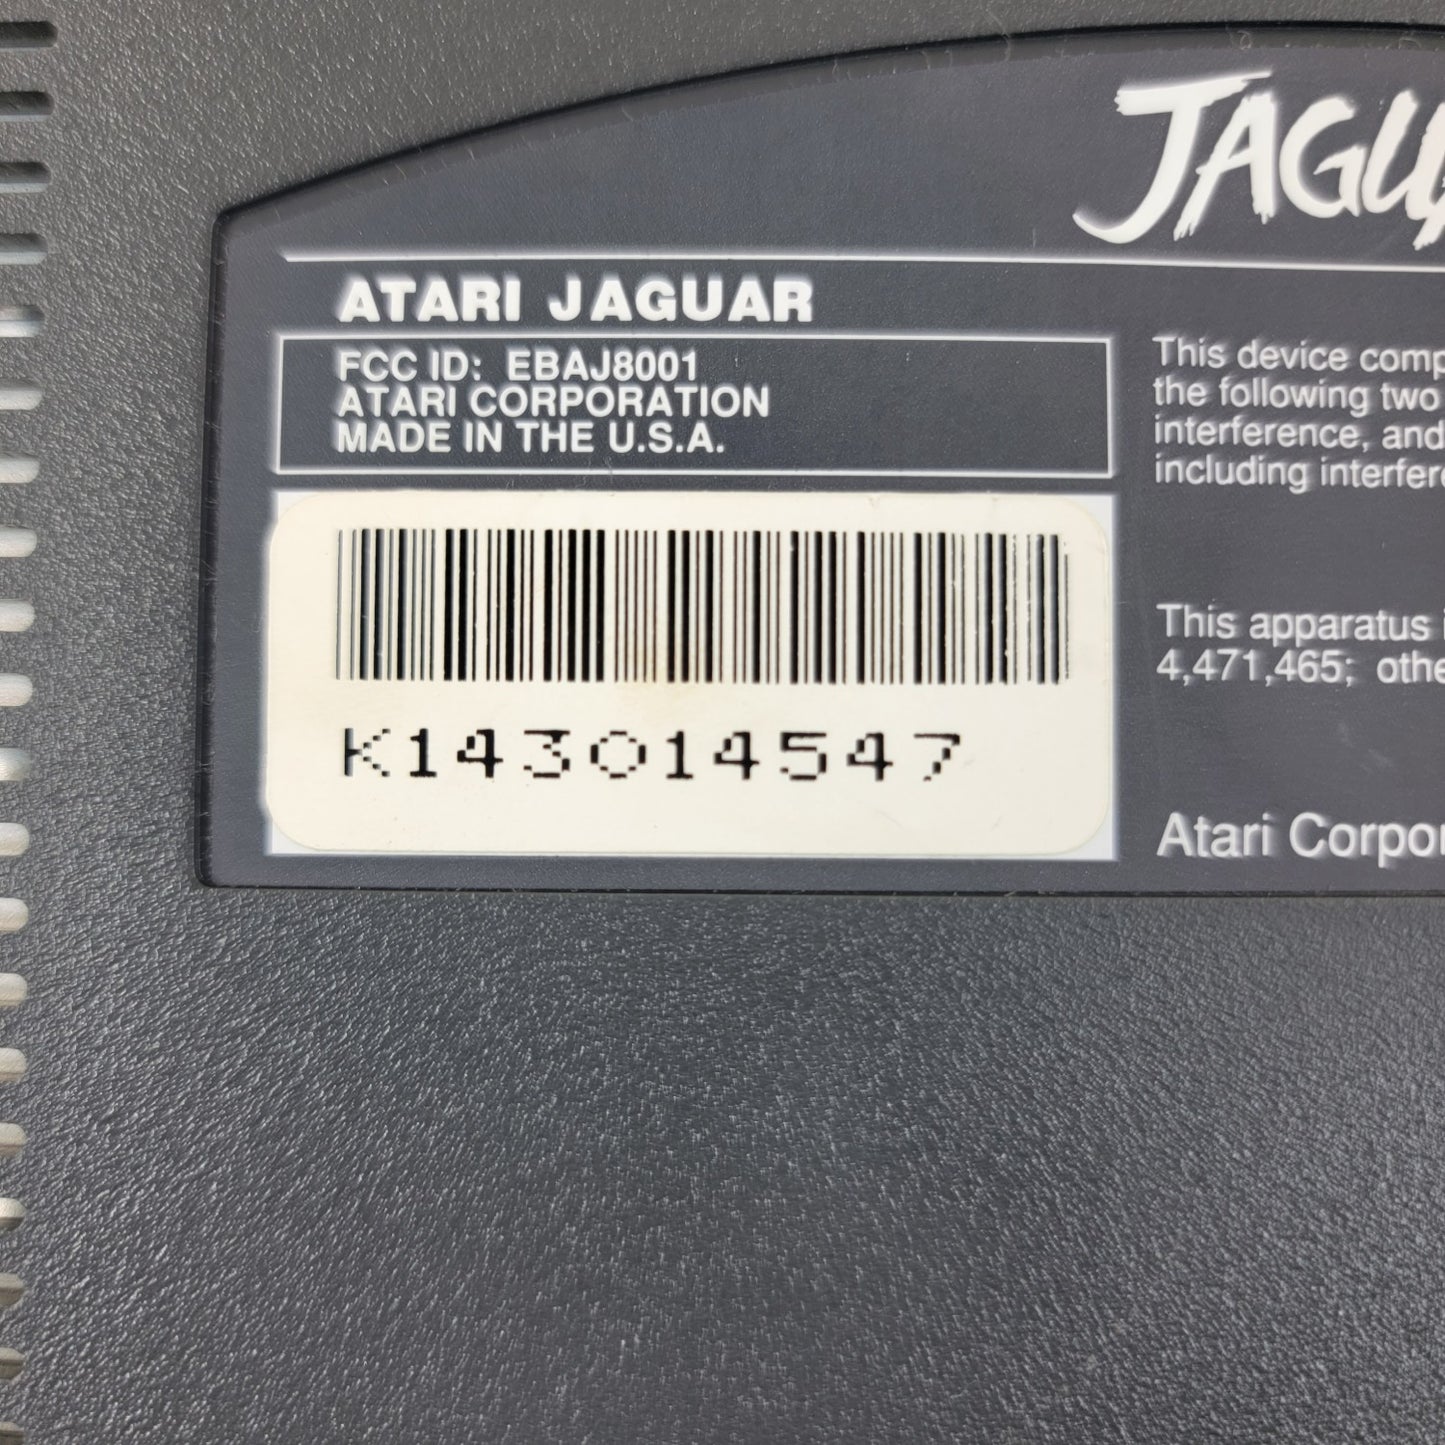 JAGU
ATARI JAGUAR
FCC ID: EBAJ8001
ATARI CORPORATION
MADE IN THE U.S.A.
K143014547
This device comp
the following two
interference, and
including interfere
This apparatus
4,471,465; othe
Atari Corpor